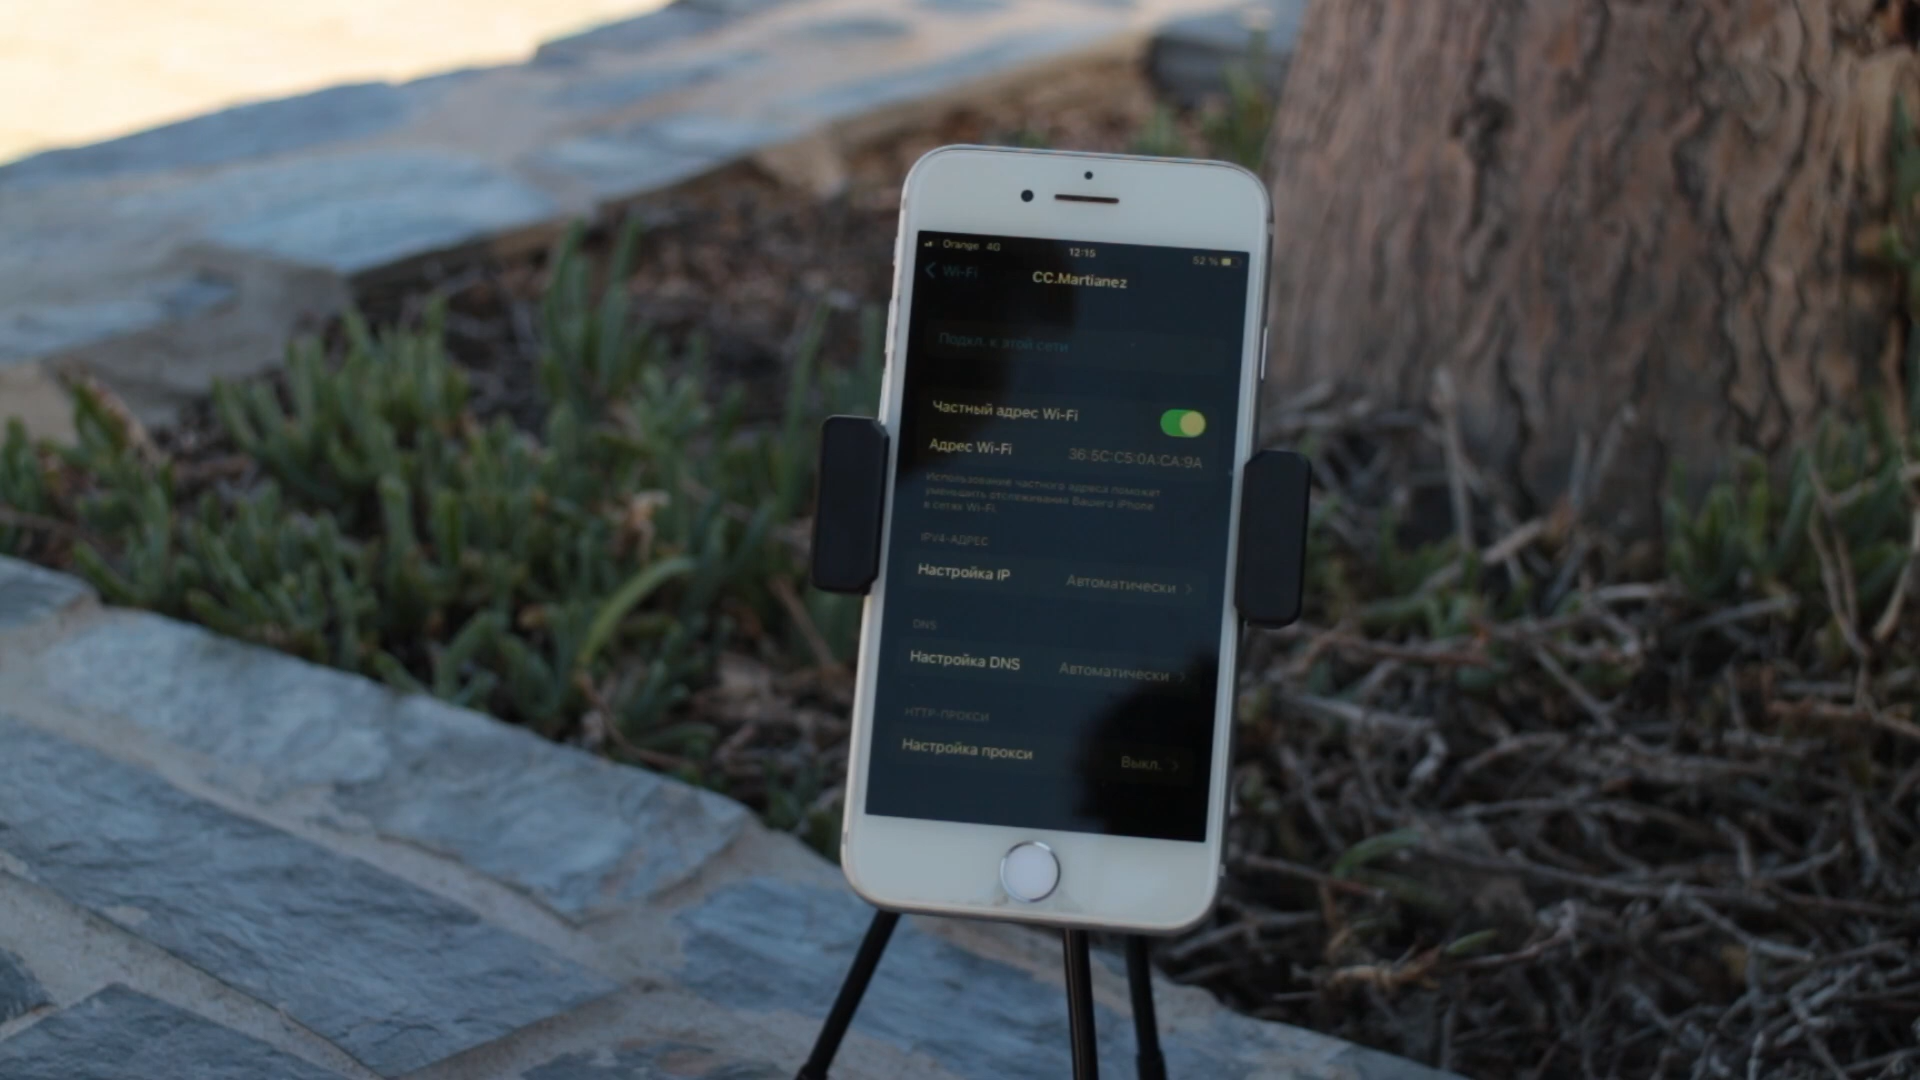 Orange 4G 12:15 52 %
Wi-Fi CC.Martianez
Подкл. к этой сети
Частный адрес Wi-Fi
Адрес Wi-Fi 36:5C:C5:0A:CA:9A
Использование частного адреса поможет
уменьшить отслеживание Вашего iPhone
в сетях Wi-Fi.
IPV4-АДРЕС
Настройка IP Автоматически
DNS
Настройка DNS Автоматически
HTTP-ПРОКСИ
Настройка прокси Выкл.